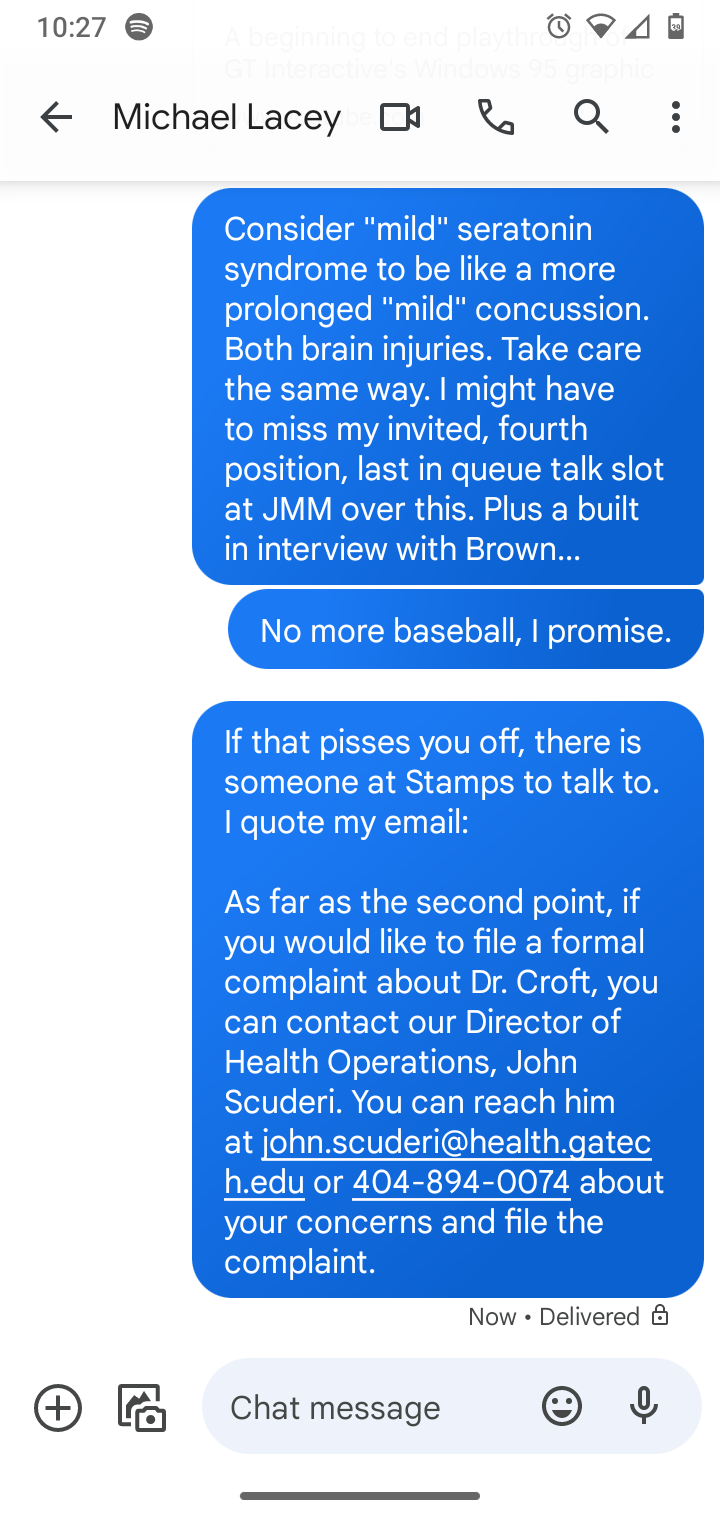 10:27
39
A beginning to end playthrough of
GT Interactive's Windows 95 graphic
Michael Lacey
Consider "mild" seratonin
syndrome to be like a more
prolonged "mild" concussion.
Both brain injuries. Take care
the same way. I might have
to miss my invited, fourth
position, last in queue talk slot
at JMM over this. Plus a built
in interview with Brown...
No more baseball, I promise.
If that pisses you off, there is
someone at Stamps to talk to.
I quote my email:
As far as the second point, if
you would like to file a formal
complaint about Dr. Croft, you
can contact our Director of
Health Operations, John
Scuderi. You can reach him
at john.scuderi@health.gatec
h.edu or 404-894-0074 about
your concerns and file the
complaint.
Now • Delivered
Chat message